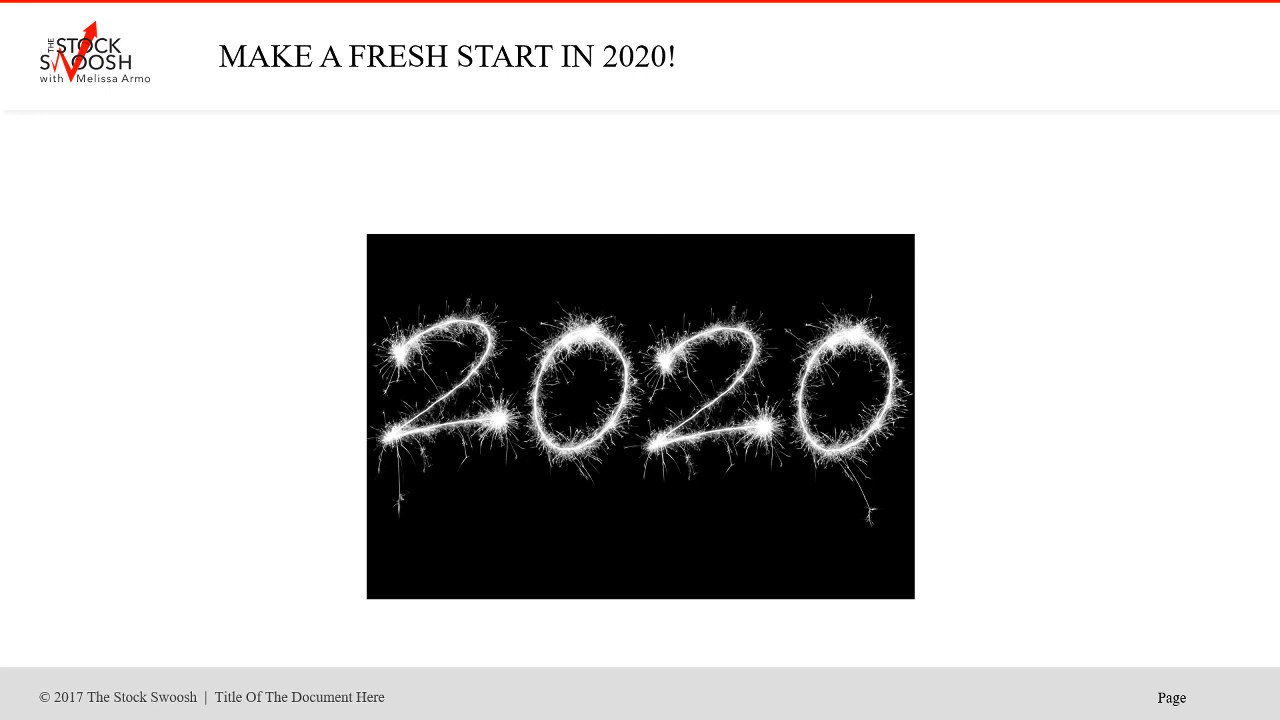 THE STOCK
SWOOSH
with Melissa Armo
MAKE A FRESH START IN 2020!
2020
© 2017 The Stock Swoosh | Title Of The Document Here
Page